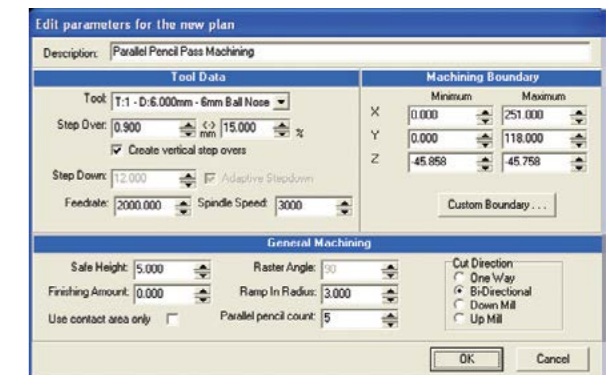 Edit parameters for the new plan
Description: Parallel Pencil Pass Machining
Tool Data
Tool: T:1 - D:6.000mm - 6mm Ball Nose
Step Over: 0.900 mm <-> 15.000 %
Create vertical step overs
Step Down: 12.000 Adaptive Stepdown
Feedrate: 2000.000 Spindle Speed: 3000
Machining Boundary
Minimum Maximum
X 0.000 251.000
Y 0.000 118.000
Z -45.858 -45.758
Custom Boundary . . .
General Machining
Safe Height: 5.000 Raster Angle: 90
Finishing Amount: 0.000 Ramp In Radius: 3.000
Use contact area only Parallel pencil count: 5
Cut Direction
One Way
Bi-Directional
Down Mill
Up Mill
OK Cancel